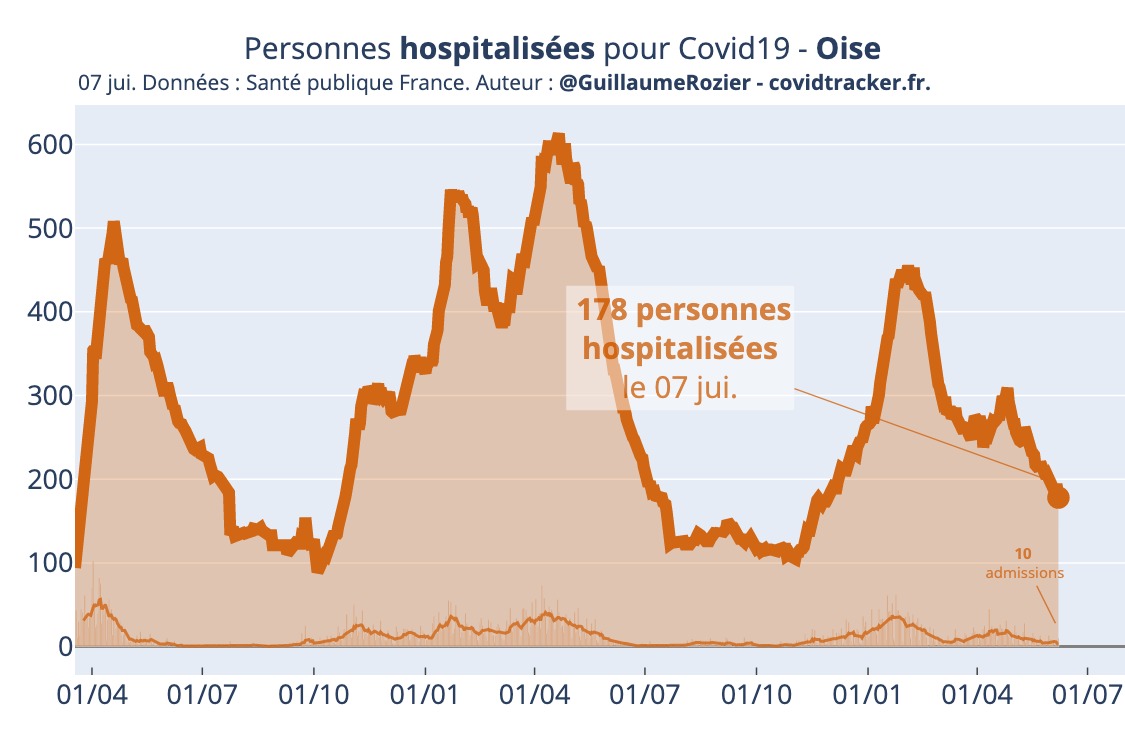 Personnes hospitalisées pour Covid19 - Oise
07 jui. Données : Santé publique France. Auteur : @GuillaumeRozier - covidtracker.fr.
600
500
400
300
200
100
0
178 personnes
hospitalisées
le 07 jui.
10
admissions
01/04 01/07 01/10 01/01 01/04 01/07 01/10 01/01 01/04 01/07